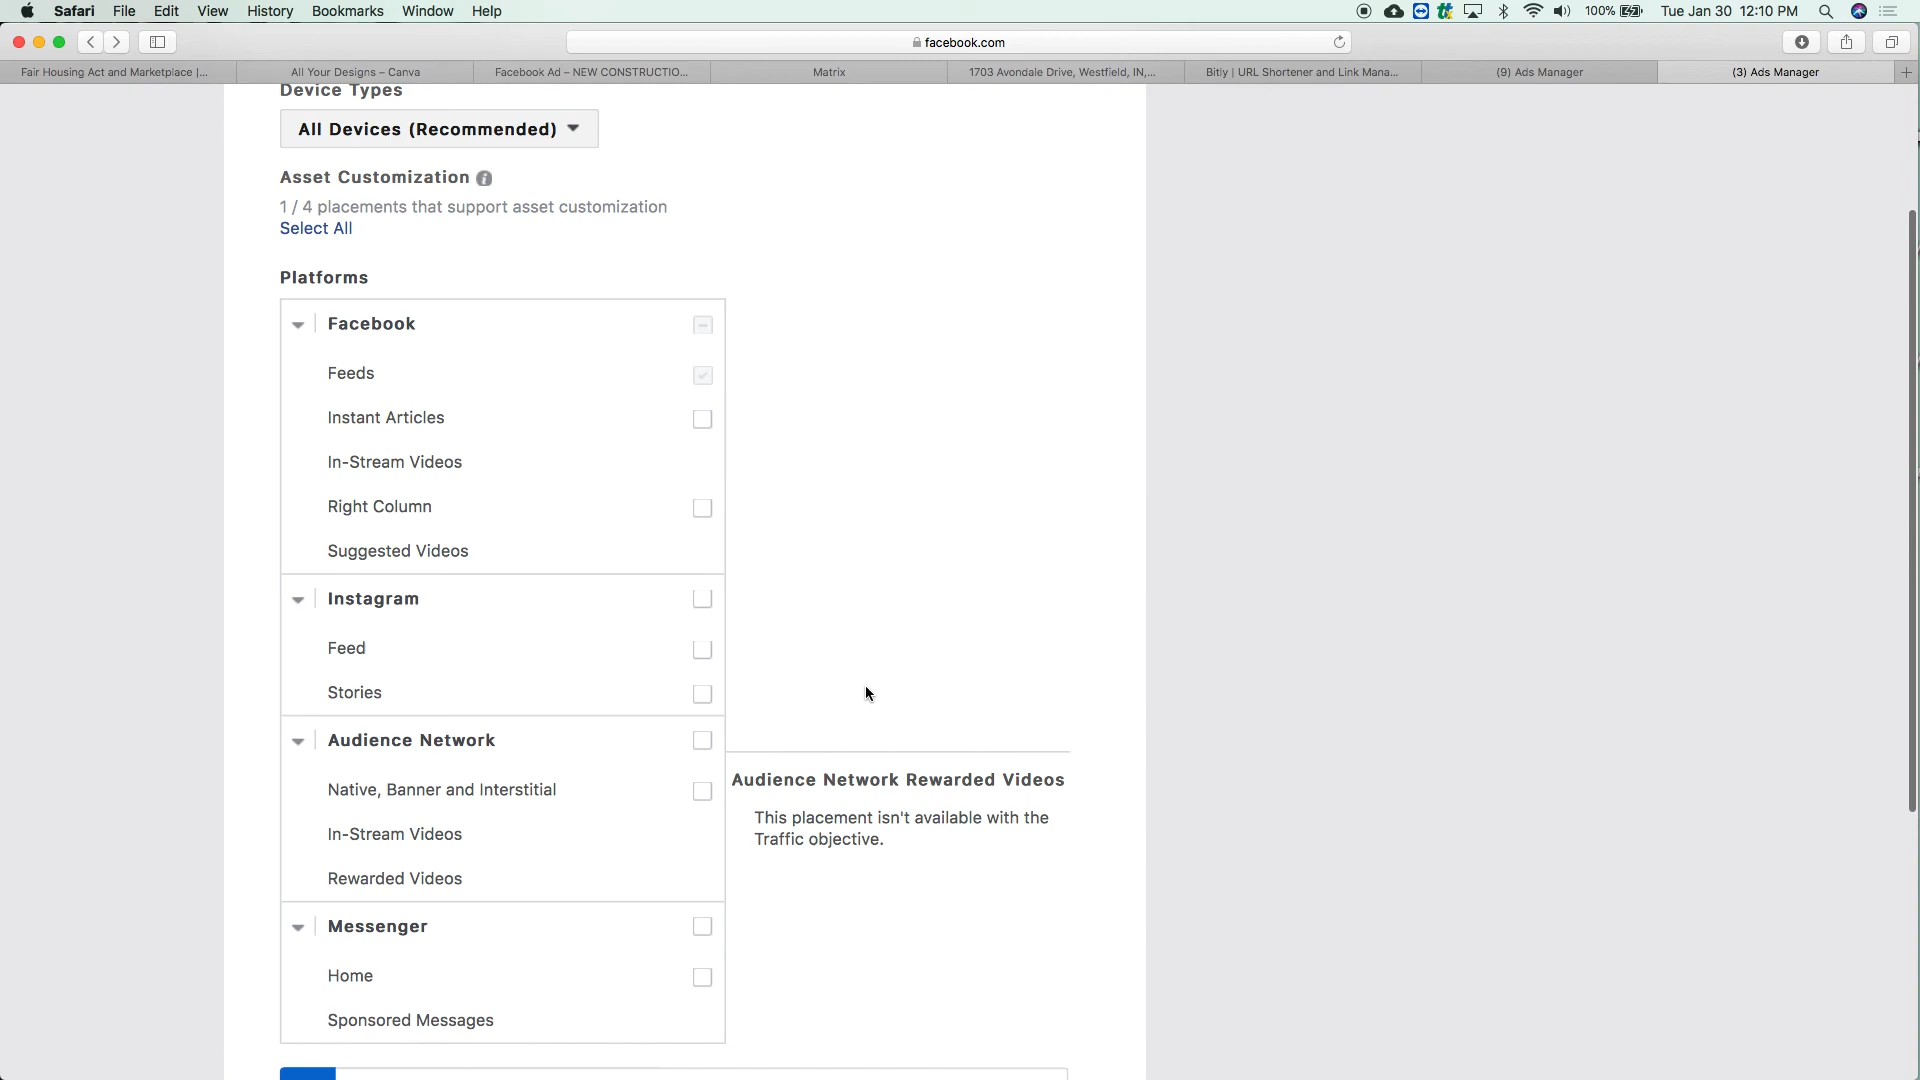 Safari File Edit View History Bookmarks Window Help 100% Tue Jan 30 12:10 PM
facebook.com
Fair Housing Act and Marketplace |... All Your Designs – Canva Facebook Ad – NEW CONSTRUCTIO... Matrix 1703 Avondale Drive, Westfield, IN,... Bitly | URL Shortener and Link Mana... (9) Ads Manager (3) Ads Manager
Device Types
All Devices (Recommended)
Asset Customization
1 / 4 placements that support asset customization
Select All
Platforms
Facebook
Feeds
Instant Articles
In-Stream Videos
Right Column
Suggested Videos
Instagram
Feed
Stories
Audience Network
Audience Network Rewarded Videos
Native, Banner and Interstitial
This placement isn't available with the
Traffic objective.
In-Stream Videos
Rewarded Videos
Messenger
Home
Sponsored Messages